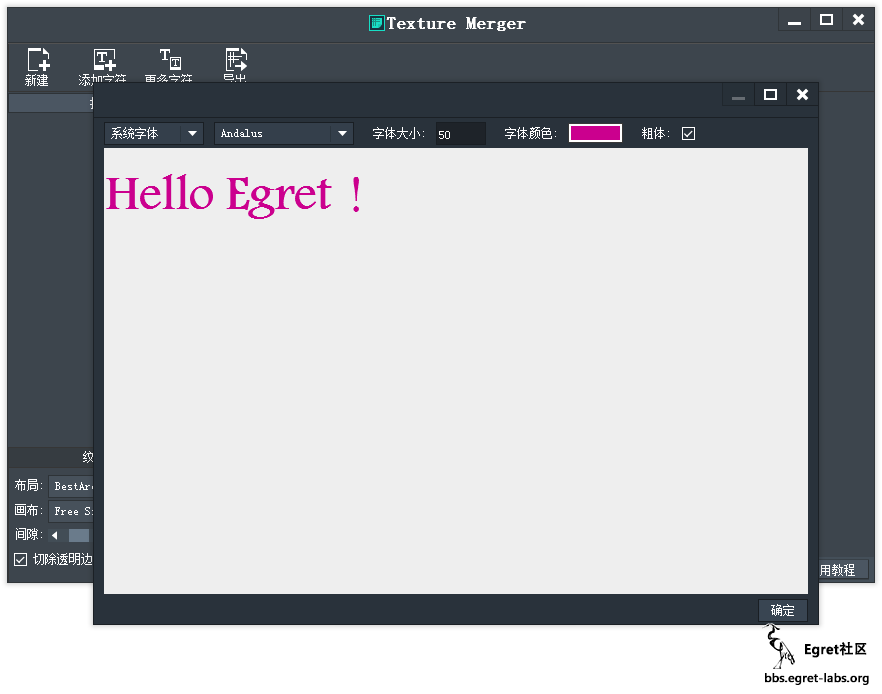 Texture Merger
新建 添加字符 更多字符 导出
系统字体 Andalus 字体大小: 50 字体颜色: 粗体:
Hello Egret ！
纹
布局: BestAre
画布: Free S
间隙:
切除透明边
用教程
确定
Egret社区
bbs.egret-labs.org